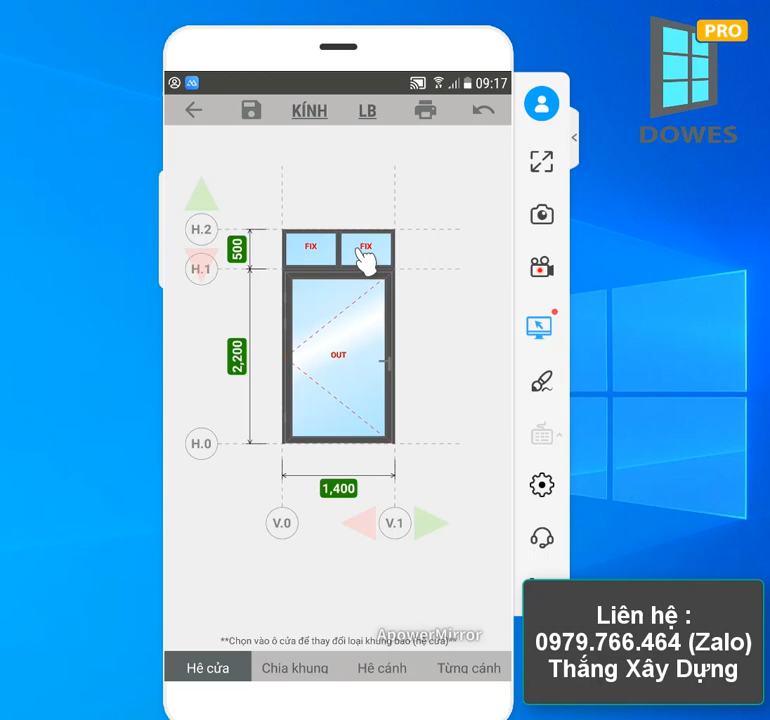 PRO
DOWES
09:17
KÍNH
LB
H.2
500
FIX
FIX
H.1
2,200
OUT
H.0
1,400
V.0
V.1
**Chọn vào ô cửa để thay đổi loại khung bao (hệ cửa)**
ApowerMirror
Hệ cửa
Chia khung
Hệ cánh
Từng cánh
Liên hệ :
0979.766.464 (Zalo)
Thắng Xây Dựng